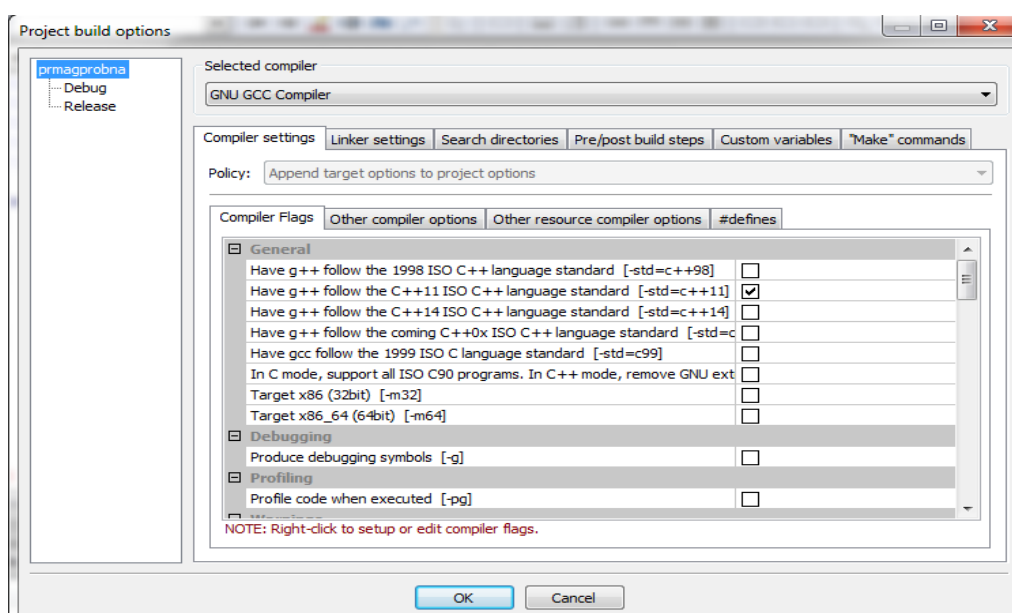 Project build options
prmagprobna
Debug
Release
Selected compiler
GNU GCC Compiler
Compiler settings Linker settings Search directories Pre/post build steps Custom variables "Make" commands
Policy: Append target options to project options
Compiler Flags Other compiler options Other resource compiler options #defines
General
Have g++ follow the 1998 ISO C++ language standard [-std=c++98]
Have g++ follow the C++11 ISO C++ language standard [-std=c++11]
Have g++ follow the C++14 ISO C++ language standard [-std=c++14]
Have g++ follow the coming C++0x ISO C++ language standard [-std=c
Have gcc follow the 1999 ISO C language standard [-std=c99]
In C mode, support all ISO C90 programs. In C++ mode, remove GNU ext
Target x86 (32bit) [-m32]
Target x86_64 (64bit) [-m64]
Debugging
Produce debugging symbols [-g]
Profiling
Profile code when executed [-pg]
NOTE: Right-click to setup or edit compiler flags.
OK Cancel